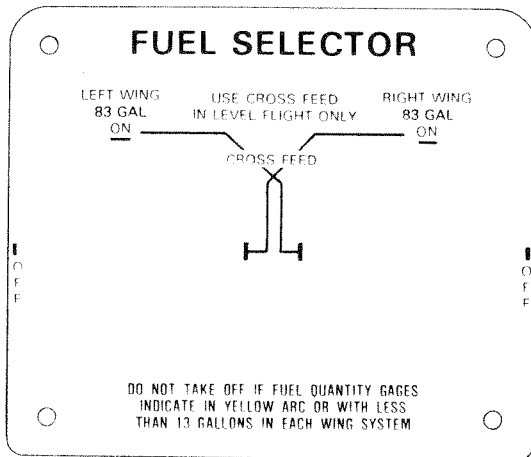 FUEL SELECTOR
LEFT WING
83 GAL
ON
USE CROSS FEED
IN LEVEL FLIGHT ONLY
RIGHT WING
83 GAL
ON
CROSS FEED
OFF
OFF
DO NOT TAKE OFF IF FUEL QUANTITY GAGES
INDICATE IN YELLOW ARC OR WITH LESS
THAN 13 GALLONS IN EACH WING SYSTEM